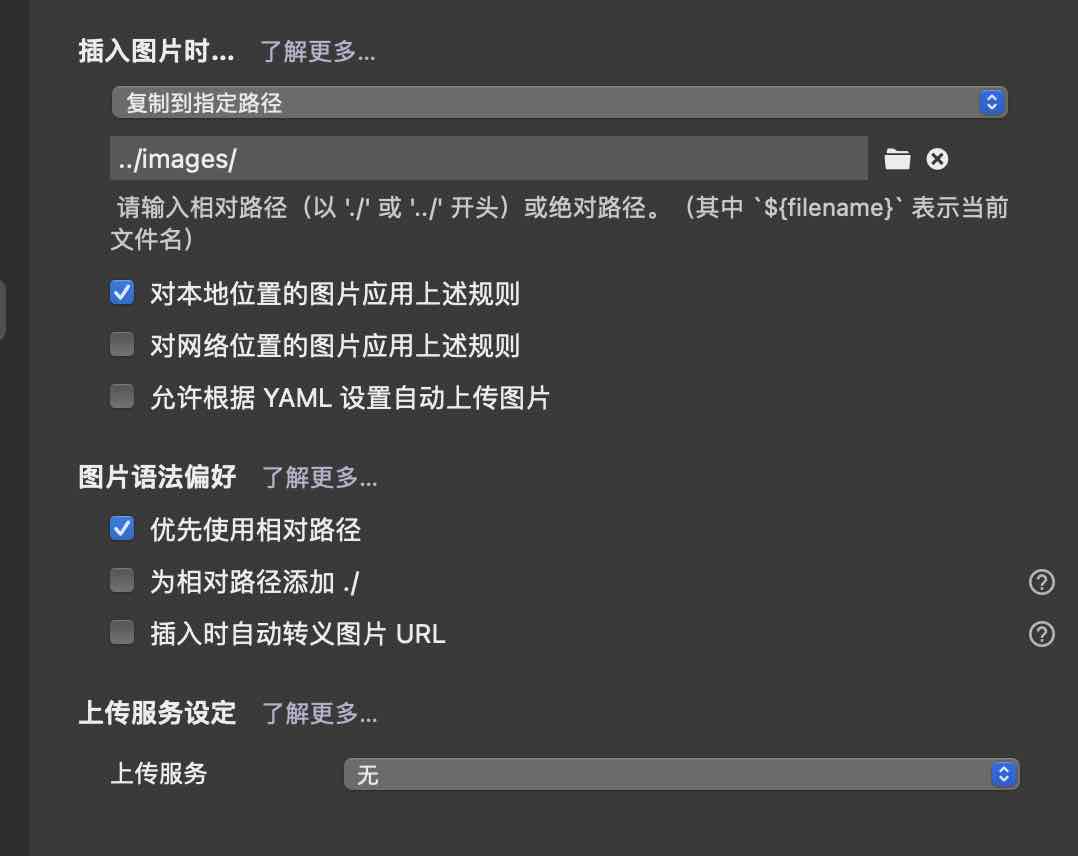 插入图片时... 了解更多...
复制到指定路径
../images/
请输入相对路径（以 './' 或 '../' 开头）或绝对路径。（其中 `${filename}` 表示当前
文件名）
对本地位置的图片应用上述规则
对网络位置的图片应用上述规则
允许根据 YAML 设置自动上传图片
图片语法偏好 了解更多...
优先使用相对路径
为相对路径添加 ./
插入时自动转义图片 URL
上传服务设定 了解更多...
上传服务 无